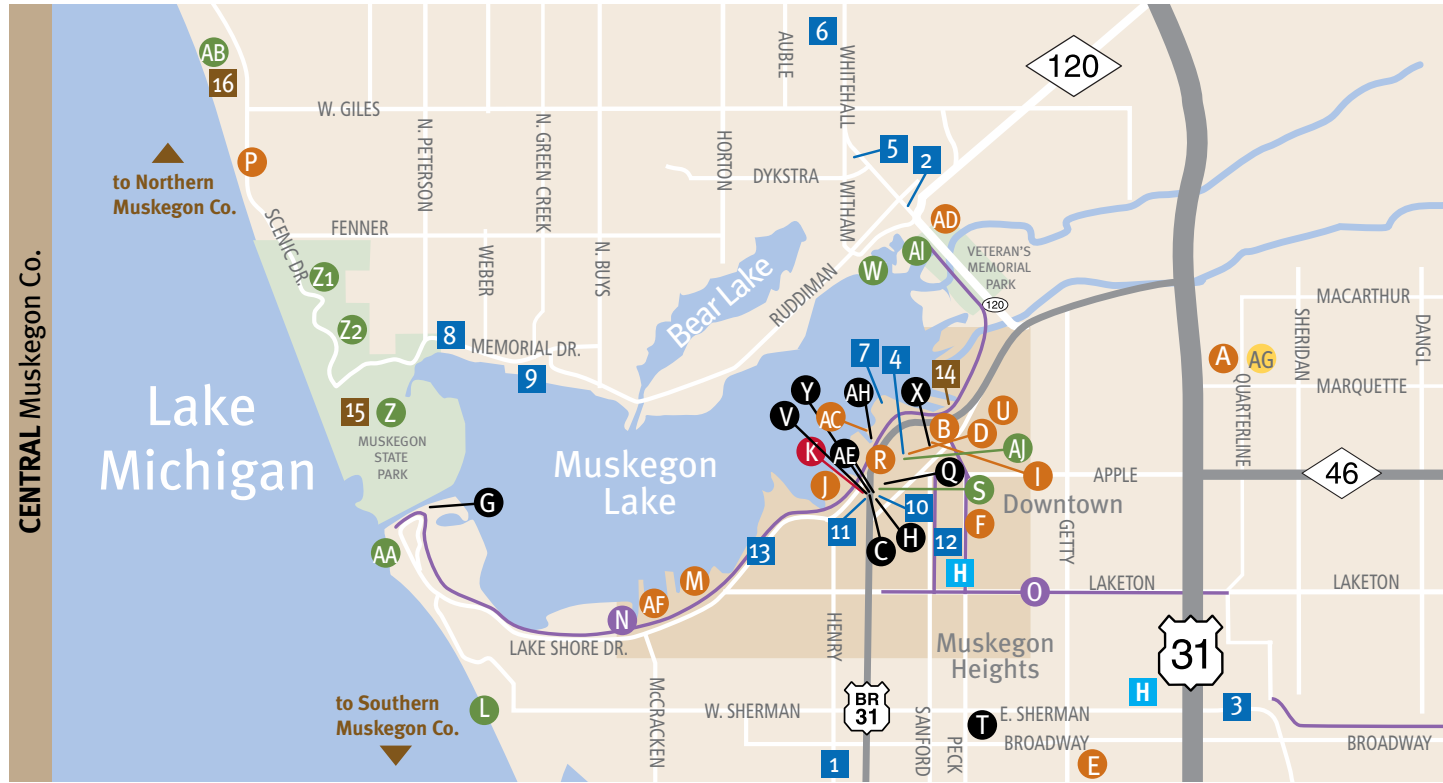 CENTRAL Muskegon Co.
6
AB
16
AUBLE
WHITEHALL
120
W. GILES
N. PETERSON
N. GREEN CREEK
HORTON
5
2
P
to Northern
Muskegon Co.
DYKSTRA
WITHAM
SCENIC DR.
FENNER
AD
AI
WEBER
N. BUYS
Bear Lake
RUDDIMAN
W
VETERAN'S
MEMORIAL
PARK
Z1
120
MACARTHUR
SHERIDAN
DANGL
Z2
8
MEMORIAL DR.
9
7
4
14
A
AG
QUARTERLINE
MARQUETTE
Y
AH
X
Lake
Michigan
15
Z
MUSKEGON
STATE
PARK
V
AC
U
B
D
K
AE
R
AJ
Muskegon
Lake
J
Q
I
APPLE
46
G
S
Downtown
10
11
F
GETTY
AA
13
C
H
12
H
M
LAKETON
O
LAKETON
AF
N
LAKE SHORE DR.
HENRY
Muskegon
Heights
31
McCRACKEN
to Southern
Muskegon Co.
L
BR
31
H
3
W. SHERMAN
SANFORD
PECK
T
E. SHERMAN
BROADWAY
BROADWAY
1
E